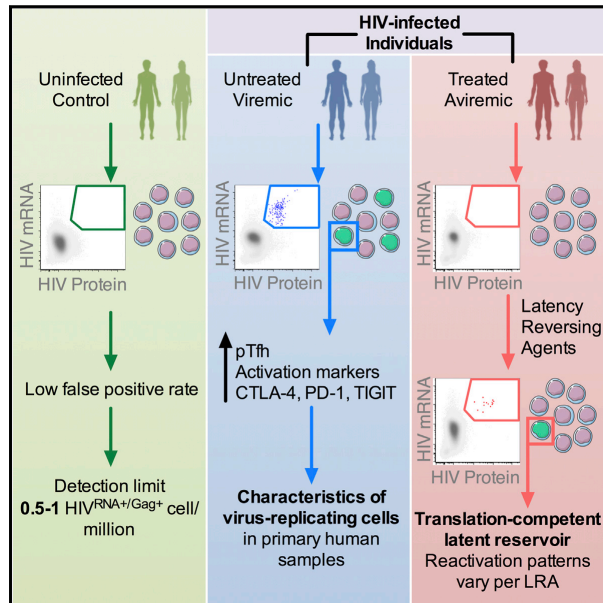 HIV-infected
Individuals
Uninfected
Control
Untreated
Viremic
Treated
Aviremic
HIV mRNA
HIV Protein
HIV mRNA
HIV Protein
HIV mRNA
HIV Protein
Low false positive rate
Detection limit
0.5-1 HIVRNA+/Gag+ cell/
million
pTfh
Activation markers
CTLA-4, PD-1, TIGIT
Characteristics of
virus-replicating cells
in primary human
samples
Latency
Reversing
Agents
HIV mRNA
HIV Protein
Translation-competent
latent reservoir
Reactivation patterns
vary per LRA